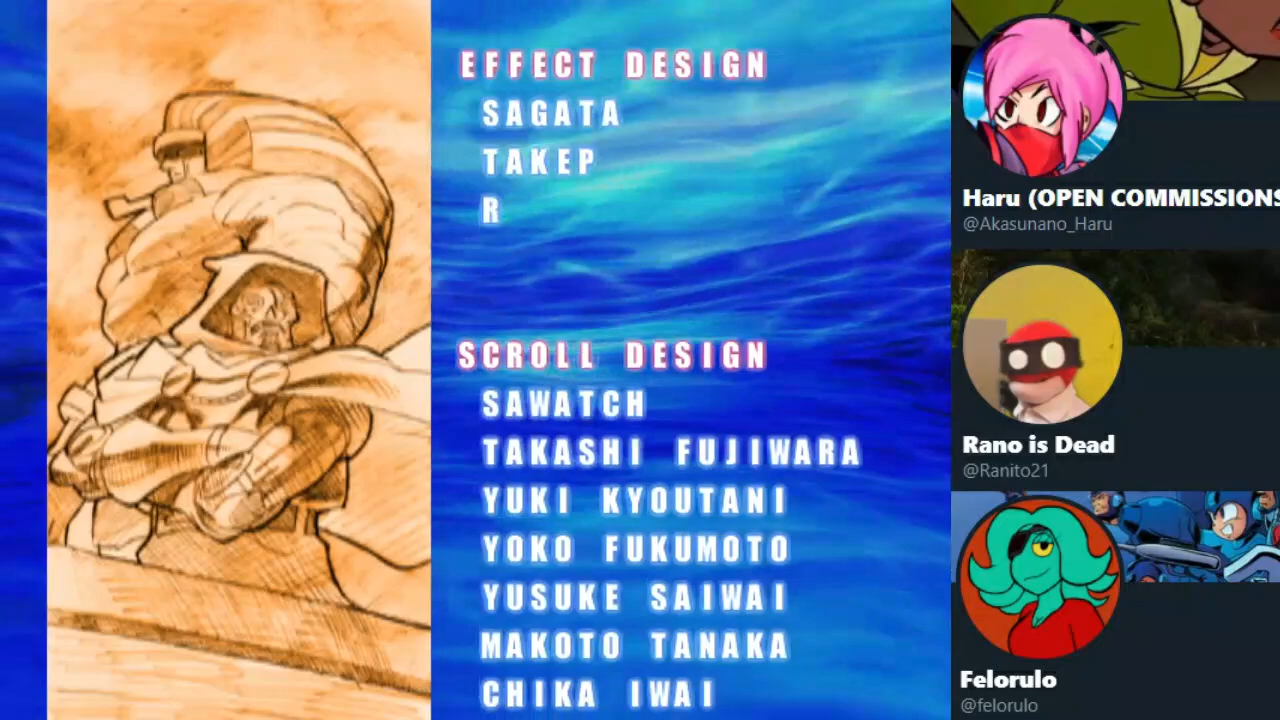 EFFECT DESIGN
SAGATA
TAKEP
R
SCROLL DESIGN
SAWATCH
TAKASHI FUJIWARA
YUKI KYOUTANI
YOKO FUKUMOTO
YUSUKE SAIWAI
MAKOTO TANAKA
CHIKA IWAI
Haru (OPEN COMMISSIONS
@Akasunano_Haru
Rano is Dead
@Ranito21
Felorulo
@felorulo